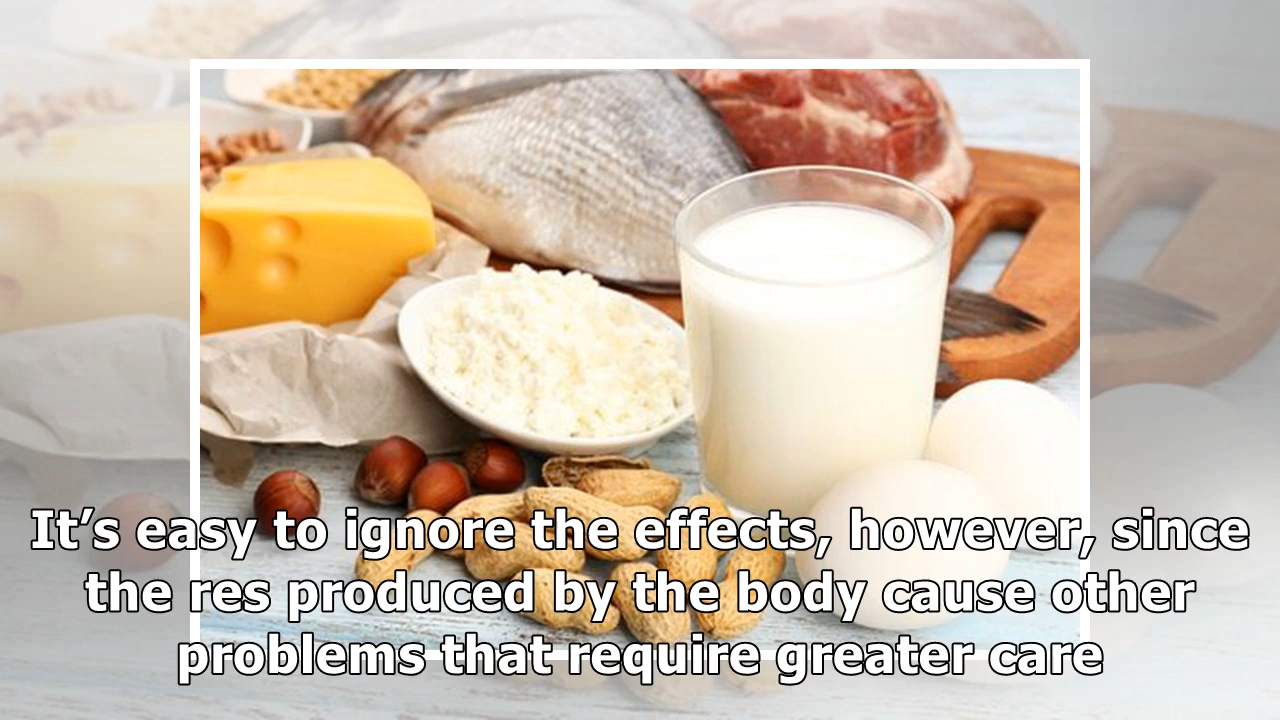 It’s easy to ignore the effects, however, since
the res produced by the body cause other
problems that require greater care